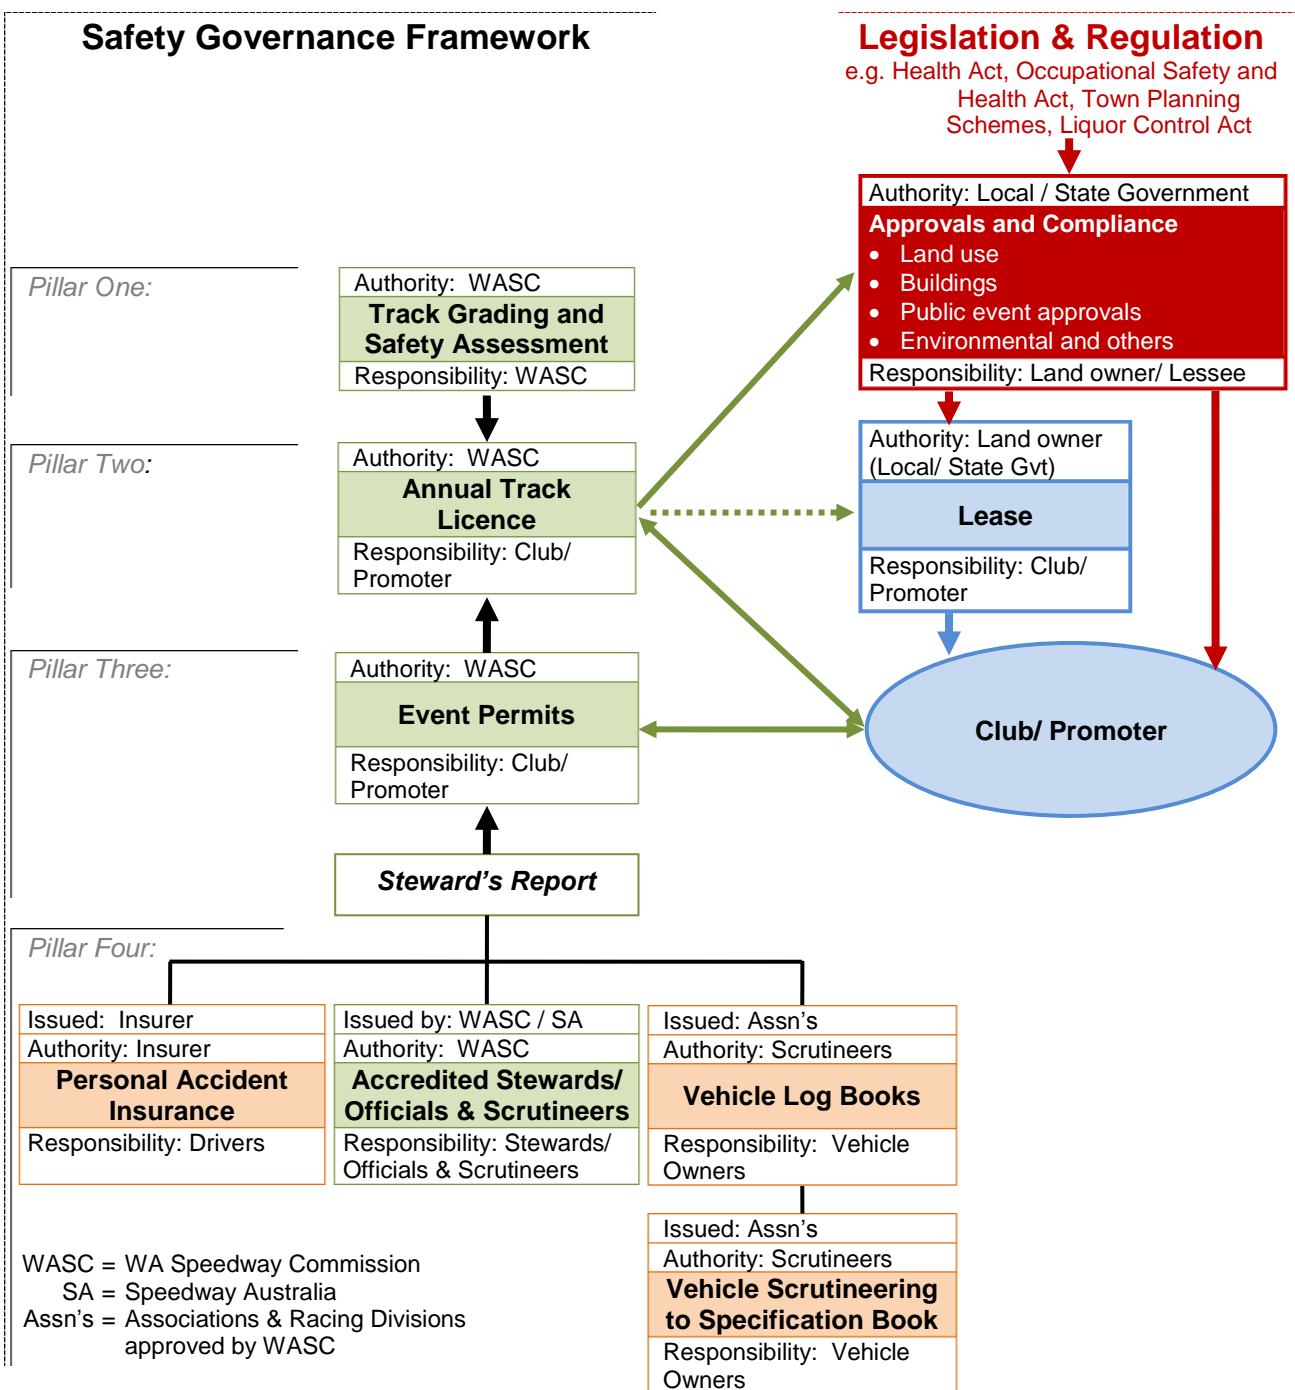 Safety Governance Framework
Legislation & Regulation
e.g. Health Act, Occupational Safety and
Health Act, Town Planning
Schemes, Liquor Control Act
Authority: Local / State Government
Approvals and Compliance
• Land use
• Buildings
• Public event approvals
• Environmental and others
Responsibility: Land owner/ Lessee
Pillar One:
Authority: WASC
Track Grading and
Safety Assessment
Responsibility: WASC
Pillar Two:
Authority: WASC
Annual Track
Licence
Responsibility: Club/
Promoter
Authority: Land owner
(Local/ State Gvt)
Lease
Responsibility: Club/
Promoter
Pillar Three:
Authority: WASC
Event Permits
Responsibility: Club/
Promoter
Club/ Promoter
Steward's Report
Pillar Four:
Issued: Insurer
Authority: Insurer
Personal Accident
Insurance
Responsibility: Drivers
Issued by: WASC / SA
Authority: WASC
Accredited Stewards/
Officials & Scrutineers
Responsibility: Stewards/
Officials & Scrutineers
Issued: Assn's
Authority: Scrutineers
Vehicle Log Books
Responsibility: Vehicle
Owners
Issued: Assn's
Authority: Scrutineers
Vehicle Scrutineering
to Specification Book
Responsibility: Vehicle
Owners
WASC = WA Speedway Commission
SA = Speedway Australia
Assn's = Associations & Racing Divisions
approved by WASC